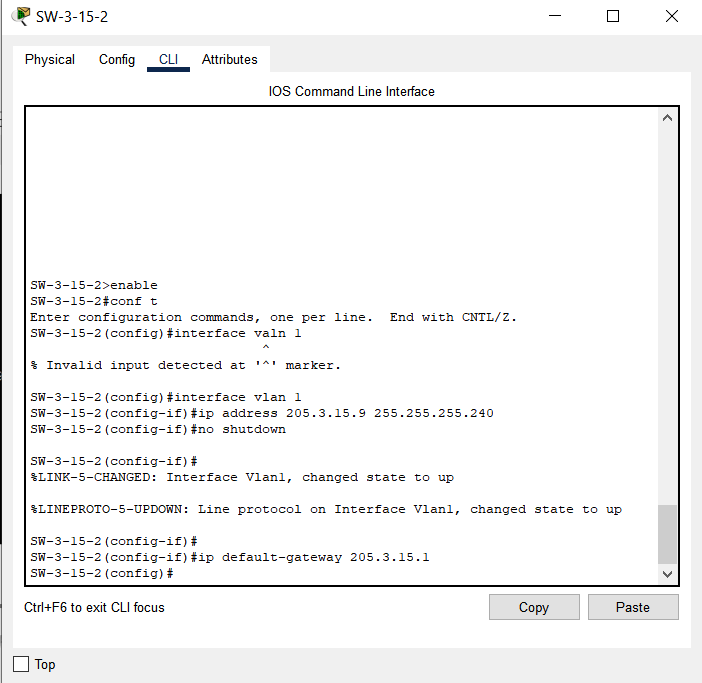 SW-3-15-2
Physical Config CLI Attributes
IOS Command Line Interface
SW-3-15-2>enable
SW-3-15-2#conf t
Enter configuration commands, one per line.  End with CNTL/Z.
SW-3-15-2(config)#interface valn 1
^
% Invalid input detected at '^' marker.
SW-3-15-2(config)#interface vlan 1
SW-3-15-2(config-if)#ip address 205.3.15.9 255.255.255.240
SW-3-15-2(config-if)#no shutdown
SW-3-15-2(config-if)#
%LINK-5-CHANGED: Interface Vlan1, changed state to up
%LINEPROTO-5-UPDOWN: Line protocol on Interface Vlan1, changed state to up
SW-3-15-2(config-if)#
SW-3-15-2(config-if)#ip default-gateway 205.3.15.1
SW-3-15-2(config)#
Ctrl+F6 to exit CLI focus
Copy Paste
Top